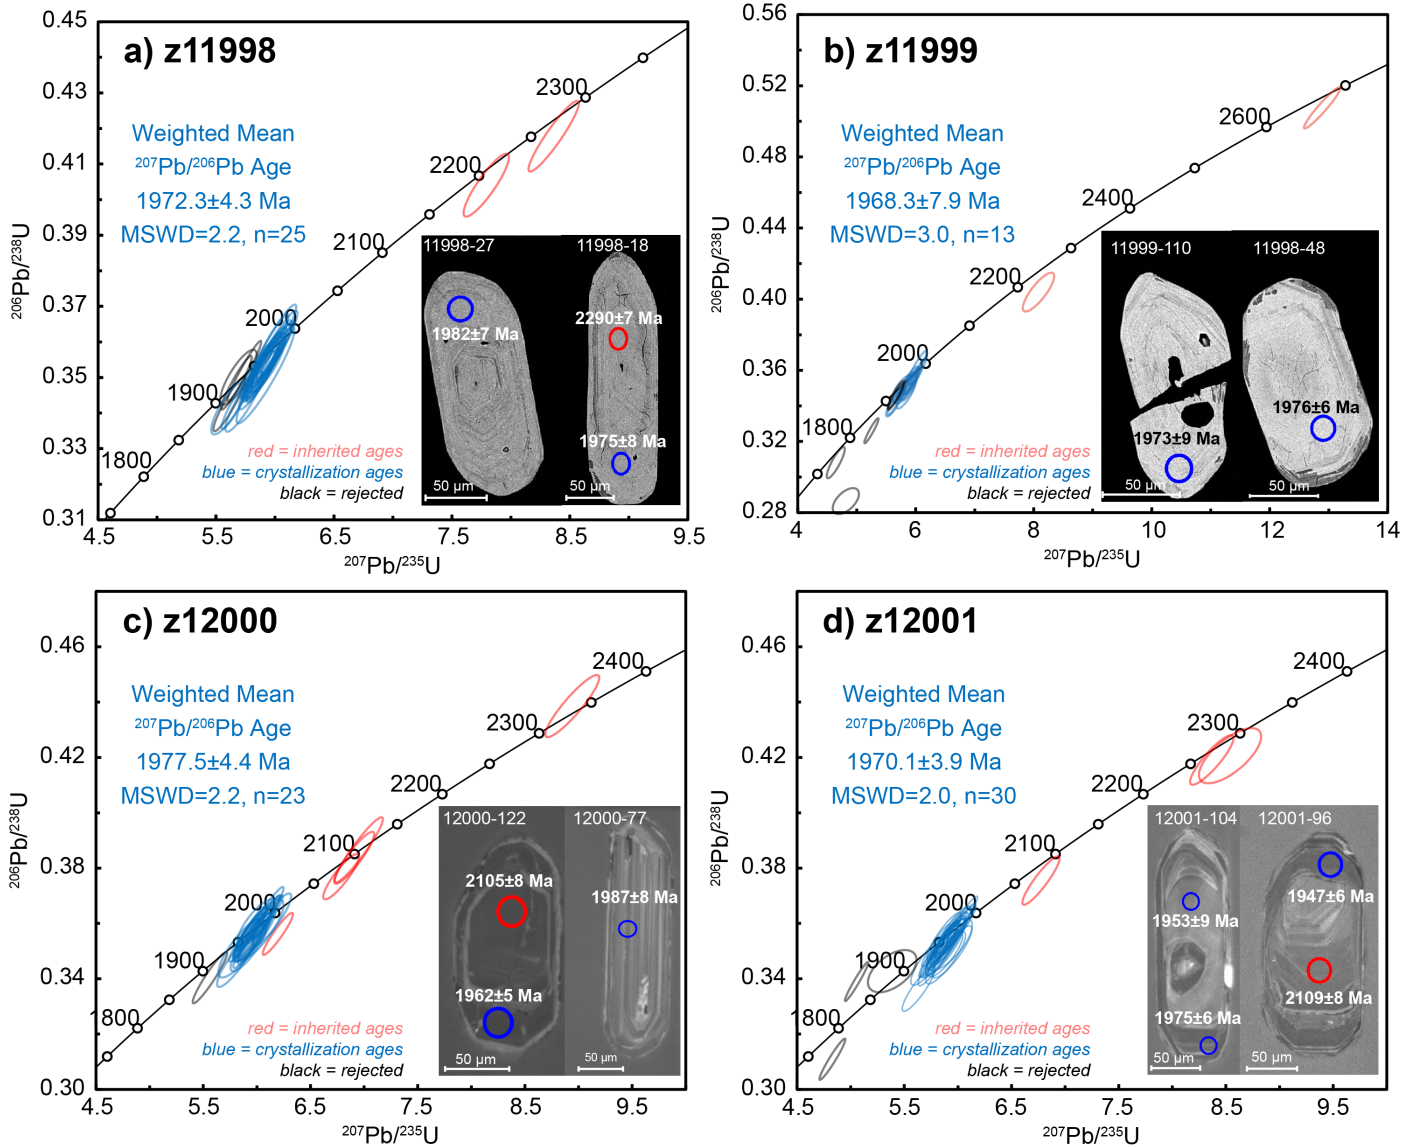 a) z11998
Weighted Mean
207Pb/206Pb Age
1972.3±4.3 Ma
MSWD=2.2, n=25
0.45
0.43
0.41
0.39
0.37
0.35
0.33
0.31
206Pb/238U
2300
2200
2100
2000
1900
1800
11998-27
11998-18
1982±7 Ma
2290±7 Ma
1975±8 Ma
50 µm
50 µm
red = inherited ages
blue = crystallization ages
black = rejected
4.5
5.5
6.5
7.5
8.5
9.5
207Pb/235U
b) z11999
Weighted Mean
207Pb/206Pb Age
1968.3±7.9 Ma
MSWD=3.0, n=13
0.56
0.52
0.48
0.44
0.40
0.36
0.32
0.28
206Pb/238U
2600
2400
2200
2000
1800
11999-110
11998-48
1973±9 Ma
1976±6 Ma
50 µm
50 µm
red = inherited ages
blue = crystallization ages
black = rejected
4
6
8
10
12
14
207Pb/235U
c) z12000
Weighted Mean
207Pb/206Pb Age
1977.5±4.4 Ma
MSWD=2.2, n=23
0.46
0.42
0.38
0.34
0.30
206Pb/238U
2400
2300
2200
2100
2000
1900
1800
12000-122
12000-77
2105±8 Ma
1962±5 Ma
1987±8 Ma
50 µm
50 µm
red = inherited ages
blue = crystallization ages
black = rejected
4.5
5.5
6.5
7.5
8.5
9.5
207Pb/235U
d) z12001
Weighted Mean
207Pb/206Pb Age
1970.1±3.9 Ma
MSWD=2.0, n=30
0.46
0.42
0.38
0.34
0.30
206Pb/238U
2400
2300
2200
2100
2000
1900
1800
12001-104
12001-96
1953±9 Ma
1975±6 Ma
1947±6 Ma
2109±8 Ma
50 µm
50 µm
red = inherited ages
blue = crystallization ages
black = rejected
4.5
5.5
6.5
7.5
8.5
9.5
207Pb/235U